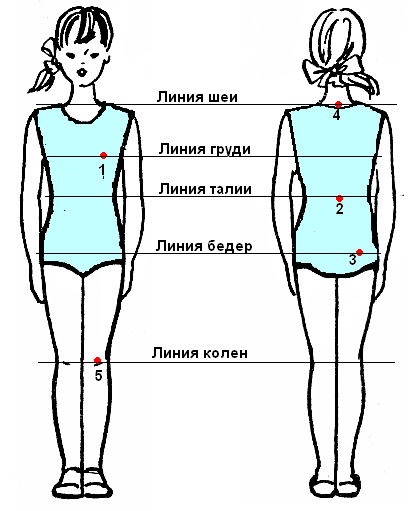 Линия шеи
4
Линия груди
1
Линия талии
2
Линия бедер
3
Линия колен
5